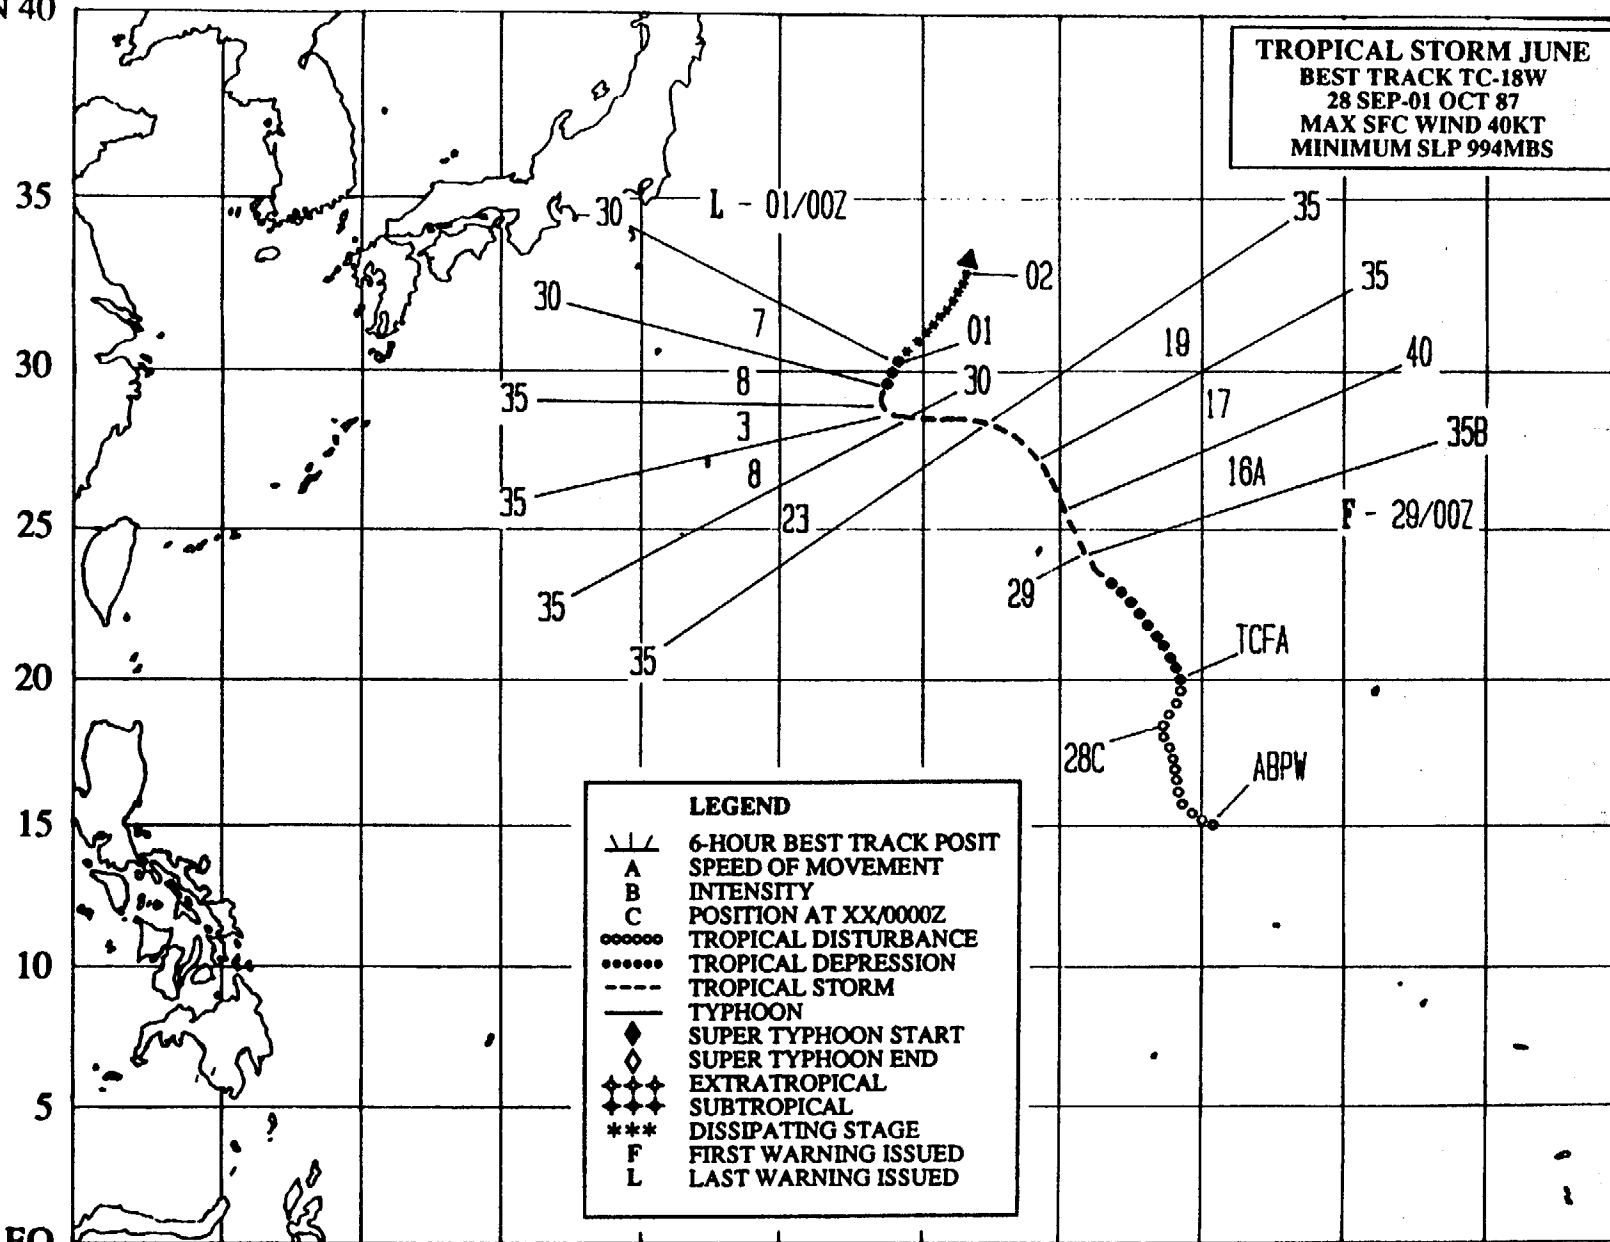 N 40
TROPICAL STORM JUNE
BEST TRACK TC-18W
28 SEP-01 OCT 87
MAX SFC WIND 40KT
MINIMUM SLP 994MBS
35
30
L - 01/00Z
35
02
35
30
7
01
19
40
30
8
30
35
17
35B
3
8
16A
35
23
F - 29/00Z
25
29
35
35
TCFA
20
28C
ABPW
15
10
5
EQ
LEGEND
6-HOUR BEST TRACK POSIT
A SPEED OF MOVEMENT
B INTENSITY
C POSITION AT XX/0000Z
TROPICAL DISTURBANCE
TROPICAL DEPRESSION
TROPICAL STORM
TYPHOON
SUPER TYPHOON START
SUPER TYPHOON END
EXTRATROPICAL
SUBTROPICAL
*** DISSIPATING STAGE
F FIRST WARNING ISSUED
L LAST WARNING ISSUED